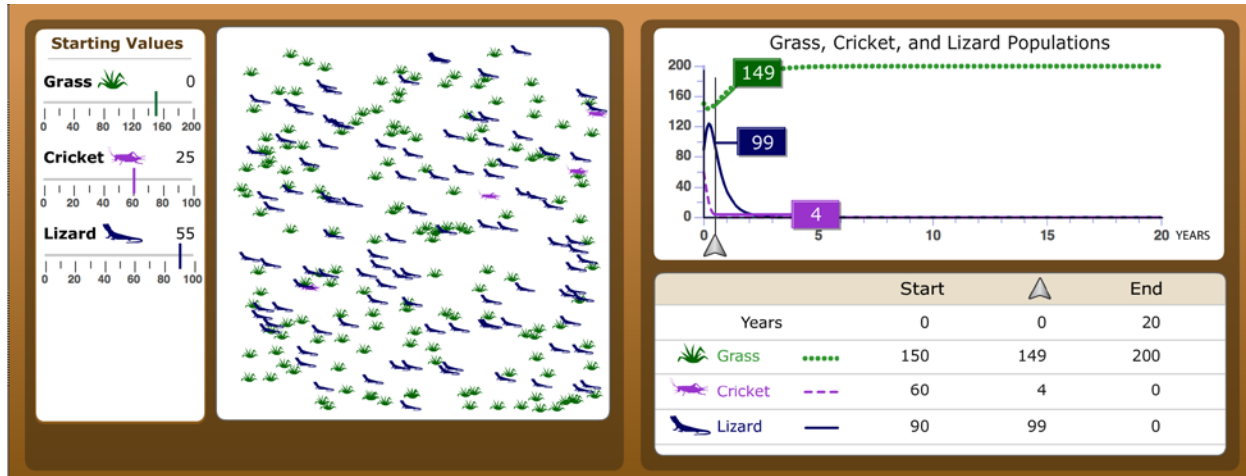 Starting Values
Grass 0
0 40 80 120 160 200
Cricket 25
0 20 40 60 80 100
Lizard 55
0 20 40 60 80 100
Grass, Cricket, and Lizard Populations
200
160
120
80
40
0
149
99
4
0 5 10 15 20 YEARS
Start End
Years 0 0 20
Grass 150 149 200
Cricket 60 4 0
Lizard 90 99 0